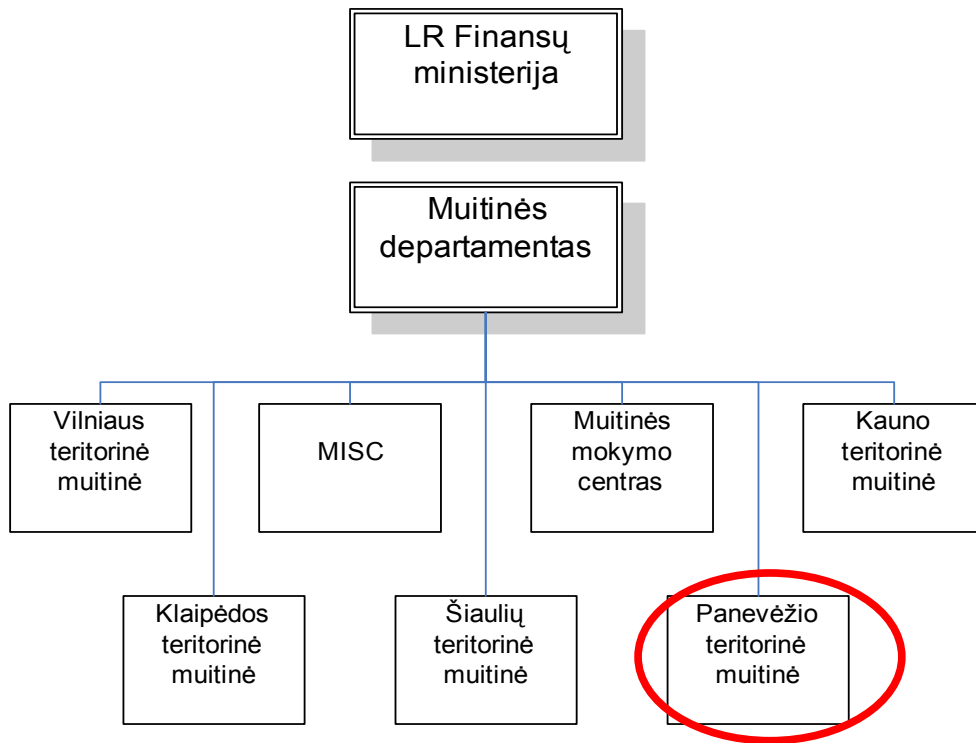 LR Finansų
ministerija
Muitinės
departamentas
Vilniaus
teritorinė
muitinė
MISC
Muitinės
mokymo
centras
Kauno
teritorinė
muitinė
Klaipėdos
teritorinė
muitinė
Šiaulių
teritorinė
muitinė
Panevėžio
teritorinė
muitinė